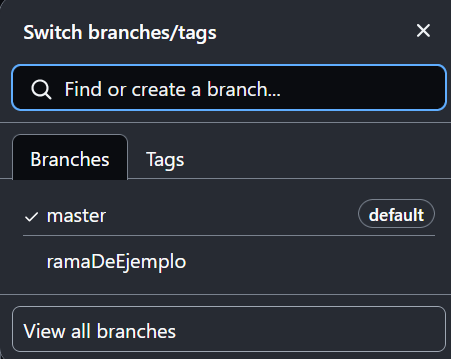 Switch branches/tags
Find or create a branch...
Branches Tags
master default
ramaDeEjemplo
View all branches